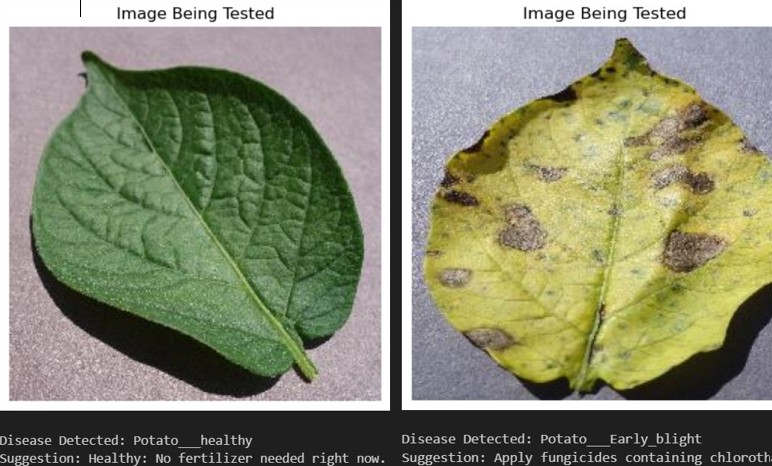 Image Being Tested
Disease Detected: Potato___healthy
Suggestion: Healthy: No fertilizer needed right now.
Image Being Tested
Disease Detected: Potato___Early_blight
Suggestion: Apply fungicides containing